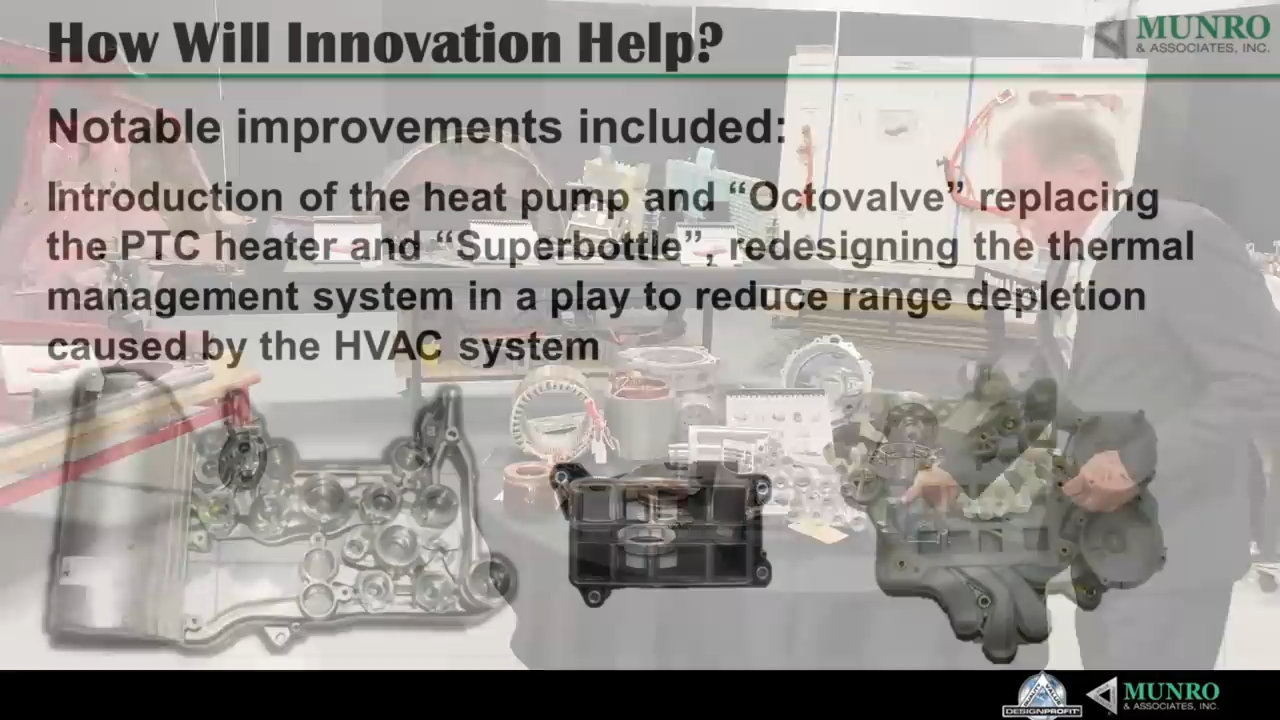 How Will Innovation Help?
MUNRO
& ASSOCIATES, INC.
Notable improvements included:
Introduction of the heat pump and “Octovalve” replacing
the PTC heater and “Superbottle”, redesigning the thermal
management system in a play to reduce range depletion
caused by the HVAC system
DESIGNPROFIT
MUNRO
& ASSOCIATES, INC.